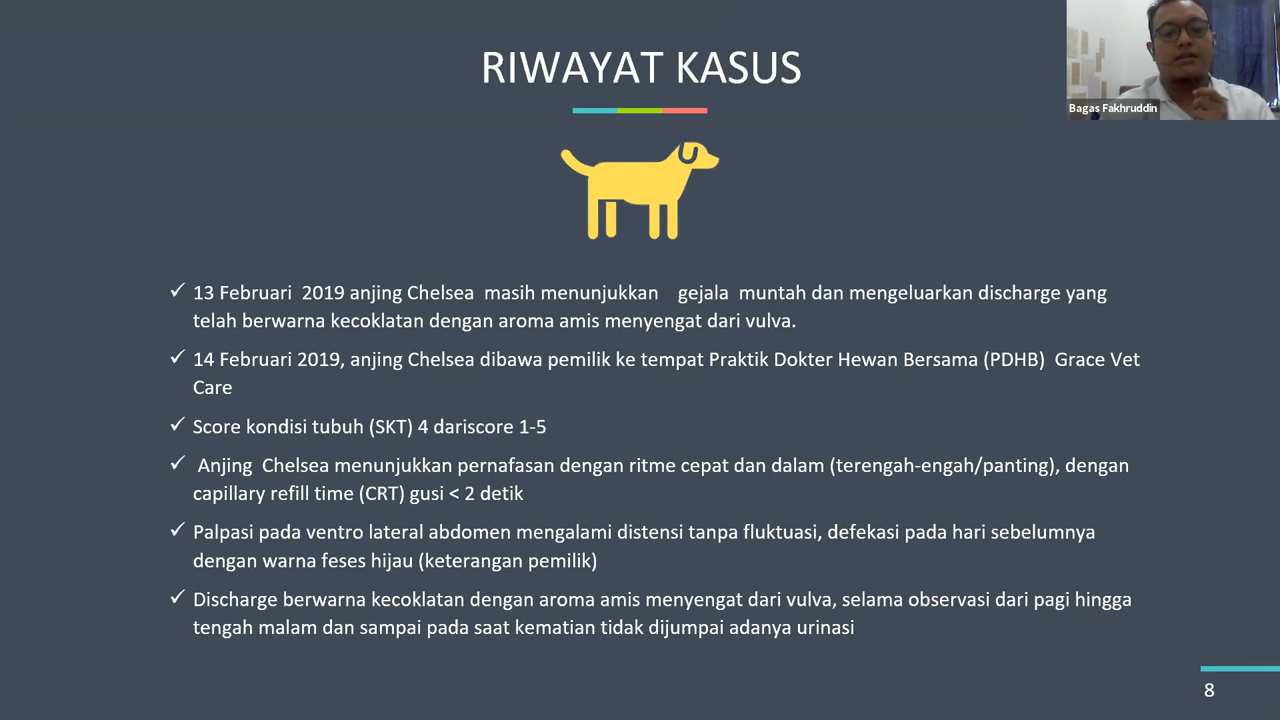 RIWAYAT KASUS
Bagas Fakhruddin
✓ 13 Februari 2019 anjing Chelsea masih menunjukkan gejala muntah dan mengeluarkan discharge yang
telah berwarna kecoklatan dengan aroma amis menyengat dari vulva.
✓ 14 Februari 2019, anjing Chelsea dibawa pemilik ke tempat Praktik Dokter Hewan Bersama (PDHB) Grace Vet
Care
✓ Score kondisi tubuh (SKT) 4 dariscore 1-5
✓ Anjing Chelsea menunjukkan pernafasan dengan ritme cepat dan dalam (terengah-engah/panting), dengan
capillary refill time (CRT) gusi < 2 detik
✓ Palpasi pada ventro lateral abdomen mengalami distensi tanpa fluktuasi, defekasi pada hari sebelumnya
dengan warna feses hijau (keterangan pemilik)
✓ Discharge berwarna kecoklatan dengan aroma amis menyengat dari vulva, selama observasi dari pagi hingga
tengah malam dan sampai pada saat kematian tidak dijumpai adanya urinasi
8